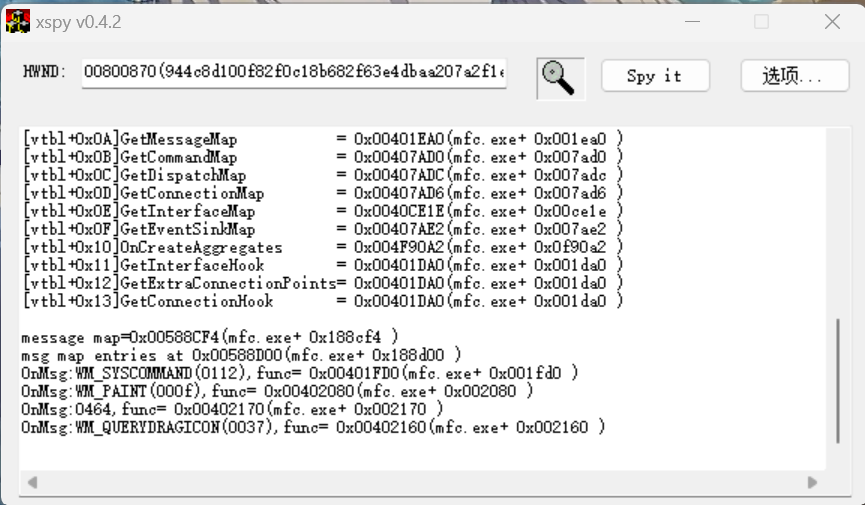 xspy v0.4.2
HWND: 00800870(944c8d100f82f0c18b682f63e4dbaa207a2f1e Spy it 选项...
[vtbl+0x0A]GetMessageMap = 0x00401EA0(mfc.exe+ 0x001ea0 )
[vtbl+0x0B]GetCommandMap = 0x00407AD0(mfc.exe+ 0x007ad0 )
[vtbl+0x0C]GetDispatchMap = 0x00407ADC(mfc.exe+ 0x007adc )
[vtbl+0x0D]GetConnectionMap = 0x00407AD6(mfc.exe+ 0x007ad6 )
[vtbl+0x0E]GetInterfaceMap = 0x0040CE1E(mfc.exe+ 0x00ce1e )
[vtbl+0x0F]GetEventSinkMap = 0x00407AE2(mfc.exe+ 0x007ae2 )
[vtbl+0x10]OnCreateAggregates = 0x004F90A2(mfc.exe+ 0x0f90a2 )
[vtbl+0x11]GetInterfaceHook = 0x00401DA0(mfc.exe+ 0x001da0 )
[vtbl+0x12]GetExtraConnectionPoints= 0x00401DA0(mfc.exe+ 0x001da0 )
[vtbl+0x13]GetConnectionHook = 0x00401DA0(mfc.exe+ 0x001da0 )
message map=0x00588CF4(mfc.exe+ 0x188cf4 )
msg map entries at 0x00588D00(mfc.exe+ 0x188d00 )
OnMsg:WM_SYSCOMMAND(0112),func= 0x00401FD0(mfc.exe+ 0x001fd0 )
OnMsg:WM_PAINT(000f),func= 0x00402080(mfc.exe+ 0x002080 )
OnMsg:0464,func= 0x00402170(mfc.exe+ 0x002170 )
OnMsg:WM_QUERYDRAGICON(0037),func= 0x00402160(mfc.exe+ 0x002160 )